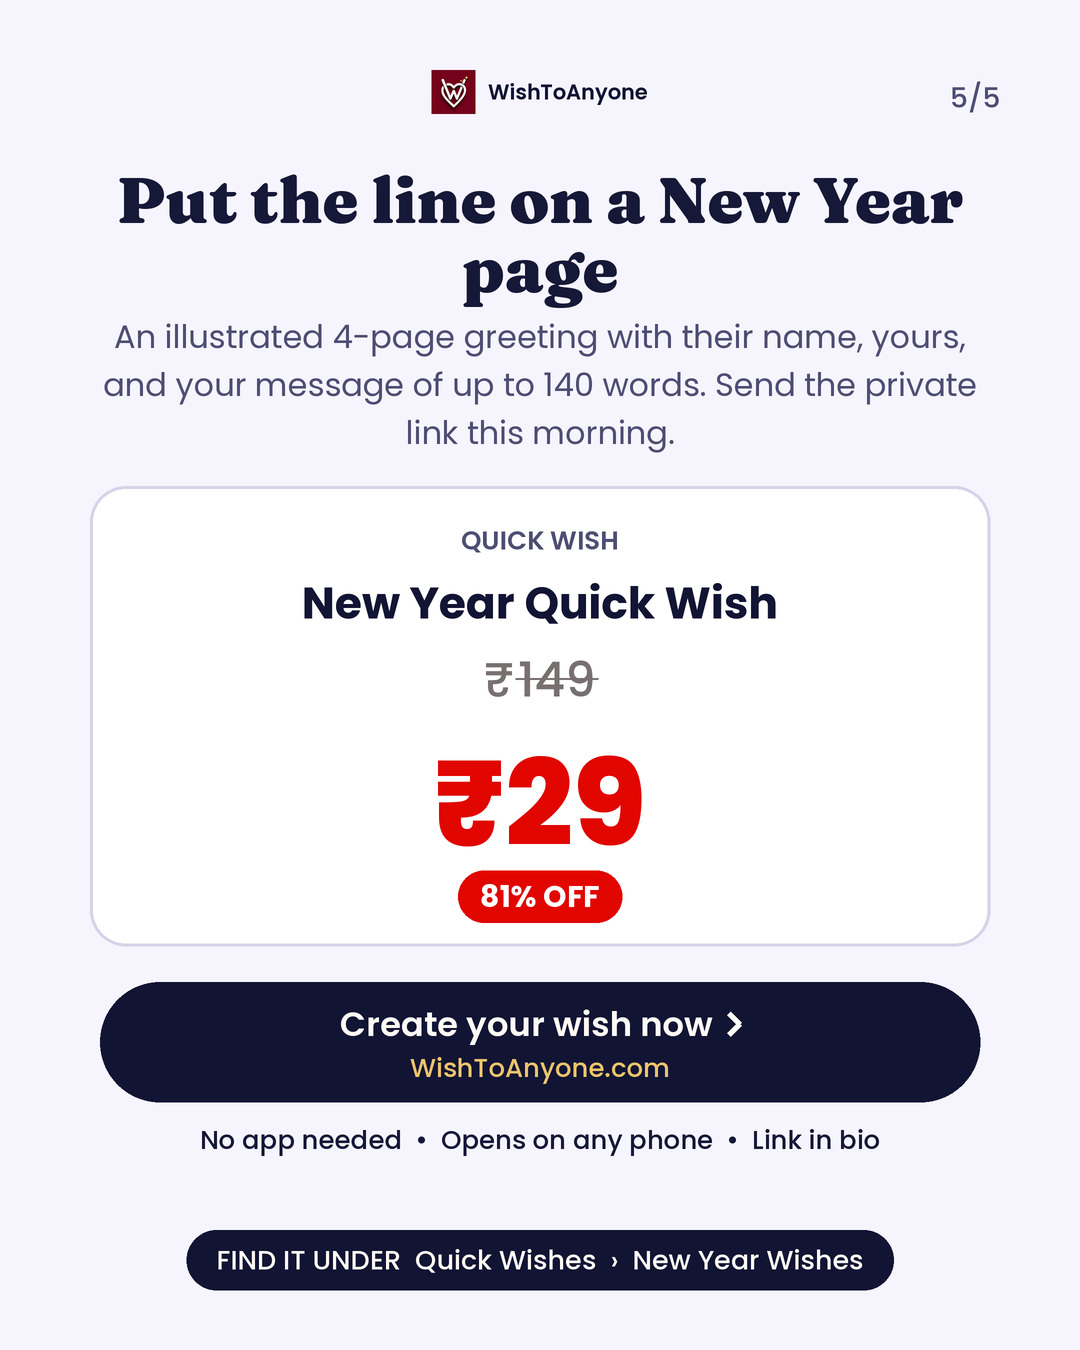 WishToAnyone
5/5
Put the line on a New Year
page
An illustrated 4-page greeting with their name, yours,
and your message of up to 140 words. Send the private
link this morning.
QUICK WISH
New Year Quick Wish
₹149
₹29
81% OFF
Create your wish now ›
WishToAnyone.com
No app needed • Opens on any phone • Link in bio
FIND IT UNDER Quick Wishes › New Year Wishes